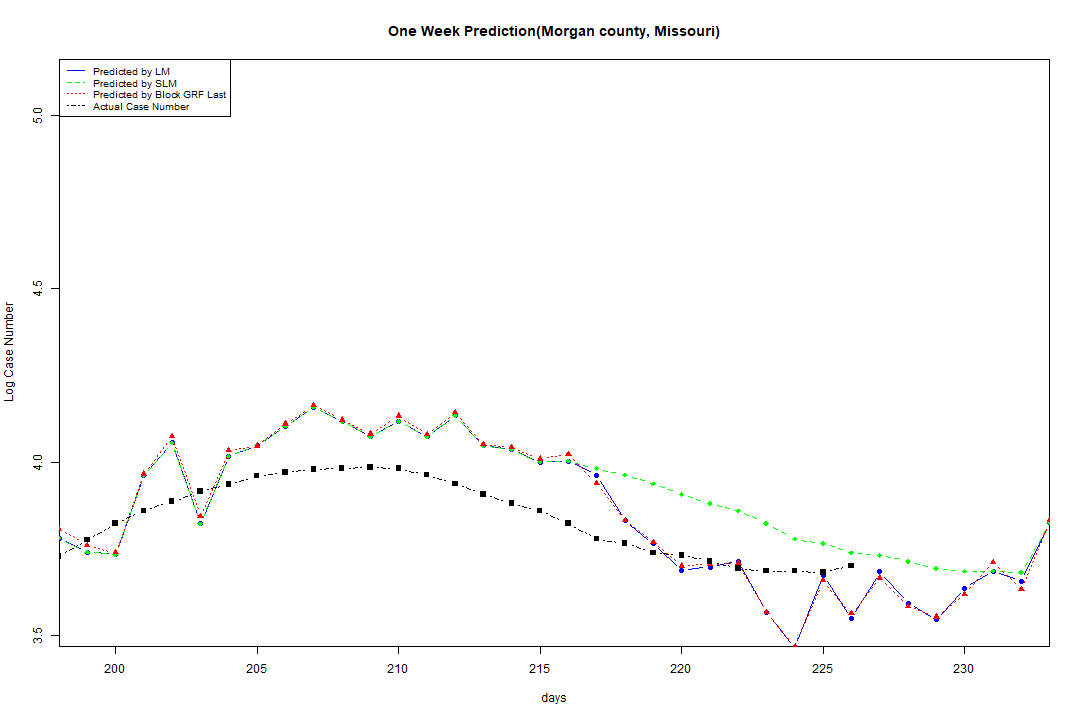 One Week Prediction(Morgan county, Missouri)
Predicted by LM
Predicted by SLM
Predicted by Block GRF Last
Actual Case Number
5.0
4.5
4.0
3.5
Log Case Number
200 205 210 215 220 225 230
days